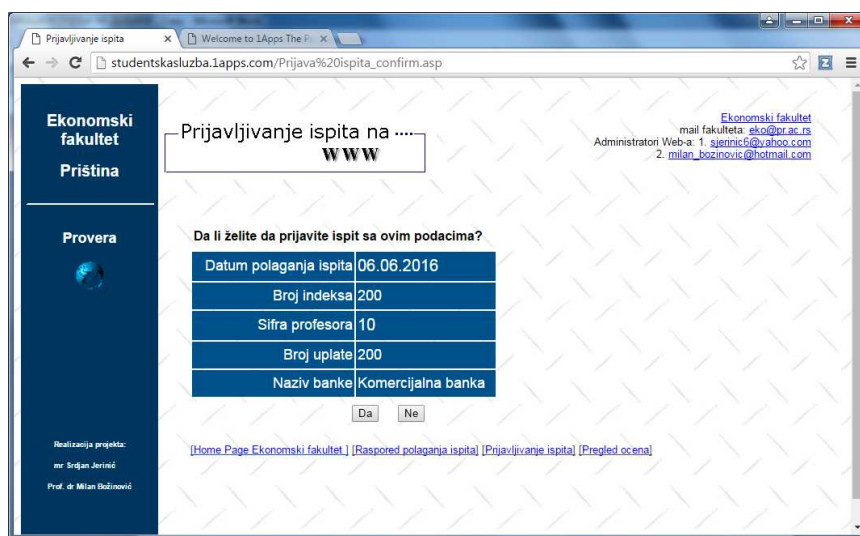 Prijavljivanje ispita
Welcome to 1Apps The Pr
studentskasluzba.1apps.com/Prijava%20ispita_confirm.asp
Ekonomski
fakultet
Priština
Provera
Realizacija projekta:
mr Srdjan Jerinić
Prof. dr Milan Božinović
Prijavljivanje ispita na ....
www
Ekonomski fakultet
mail fakulteta: eko@pr.ac.rs
Administratori Web-a: 1. sjerinic6@yahoo.com
2. milan_bozinovic@hotmail.com
Da li želite da prijavite ispit sa ovim podacima?
Datum polaganja ispita 06.06.2016
Broj indeksa 200
Sifra profesora 10
Broj uplate 200
Naziv banke Komercijalna banka
Da Ne
[Home Page Ekonomski fakultet ] [Raspored polaganja ispita] [Prijavljivanje ispita] [Pregled ocena]